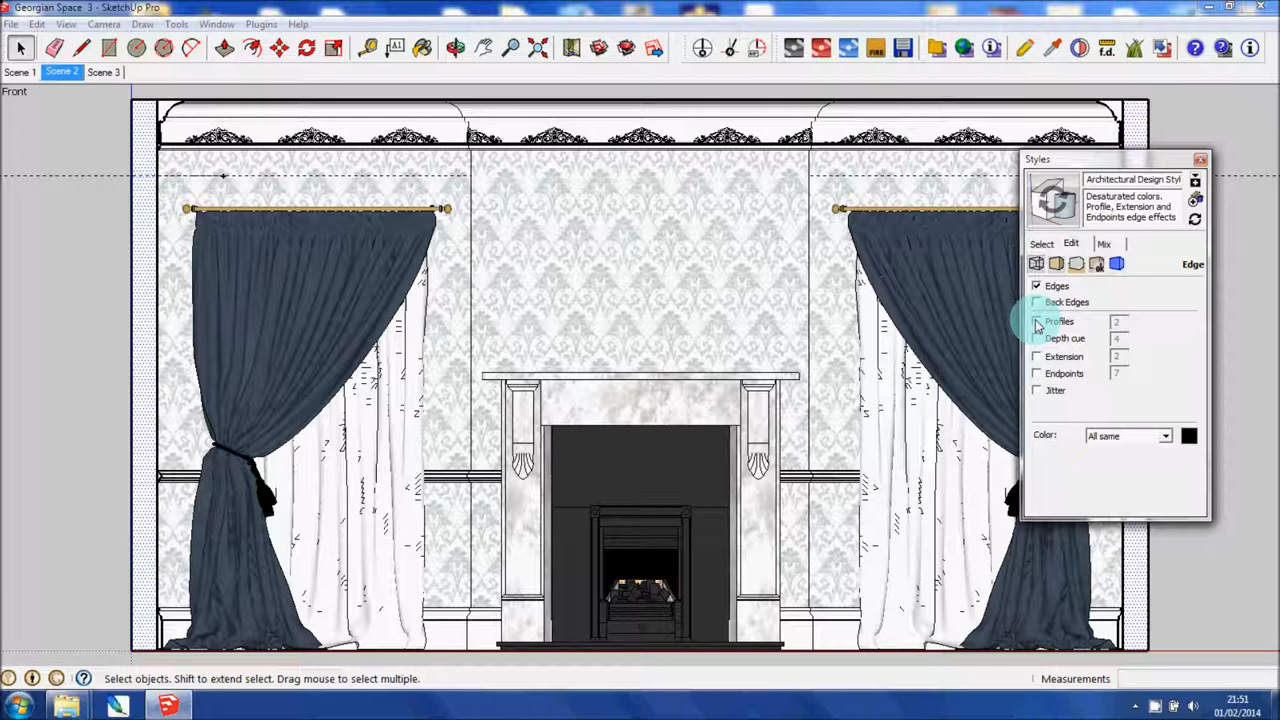 Georgian Space  3 - SketchUp Pro
File Edit View Camera Draw Tools Window Plugins Help
A1
FIRE
f.d.
Scene 1 Scene 2 Scene 3
Front
Styles
Architectural Design Styl
Desaturated colors.
Profile, Extension and
Endpoints edge effects
Select Edit Mix
Edge
Edges
Back Edges
Profiles 2
Depth cue 4
Extension 2
Endpoints 7
Jitter
Color: All same
Select objects. Shift to extend select. Drag mouse to select multiple.
Measurements
21:51
01/02/2014